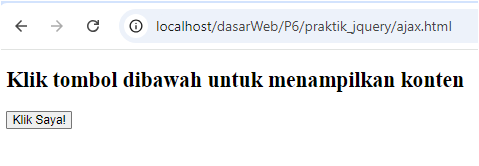 localhost/dasarWeb/P6/praktik_jquery/ajax.html
Klik tombol dibawah untuk menampilkan konten
Klik Saya!